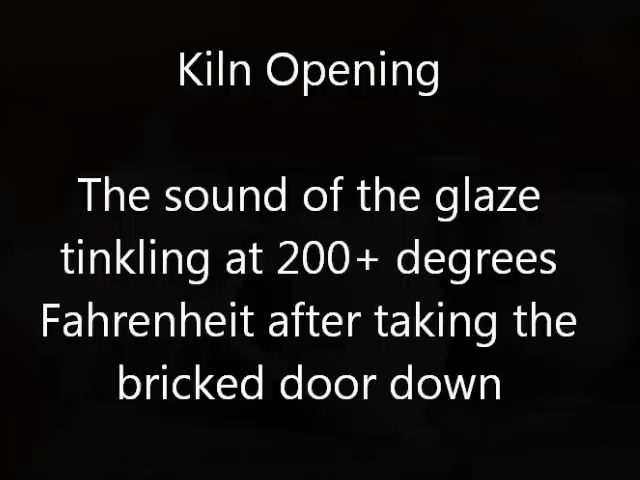 Kiln Opening
The sound of the glaze
tinkling at 200+ degrees
Fahrenheit after taking the
bricked door down